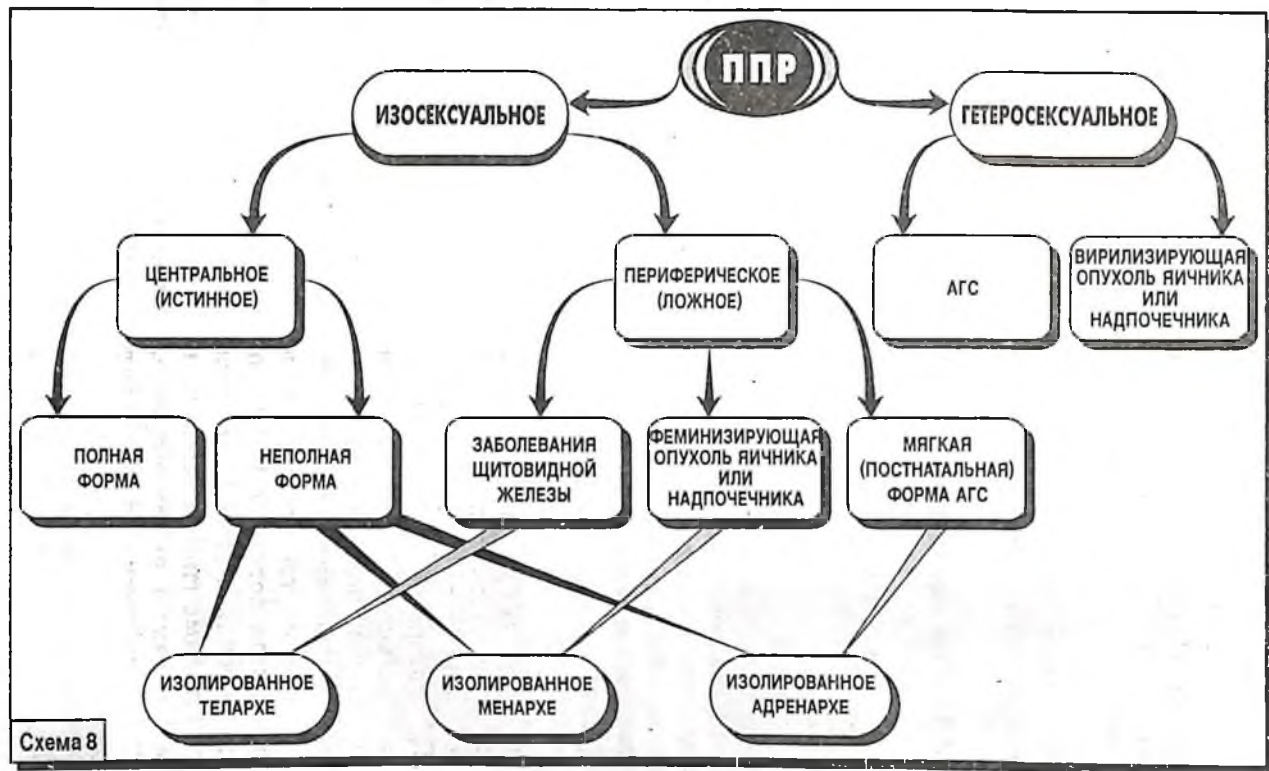 ППР
ИЗОСЕКСУАЛЬНОЕ
ГЕТЕРОСЕКСУАЛЬНОЕ
ЦЕНТРАЛЬНОЕ
(ИСТИННОЕ)
ПЕРИФЕРИЧЕСКОЕ
(ЛОЖНОЕ)
АГС
ВИРИЛИЗИРУЮЩАЯ
ОПУХОЛЬ ЯИЧНИКА
ИЛИ
НАДПОЧЕЧНИКА
ПОЛНАЯ
ФОРМА
НЕПОЛНАЯ
ФОРМА
ЗАБОЛЕВАНИЯ
ЩИТОВИДНОЙ
ЖЕЛЕЗЫ
ФЕМИНИЗИРУЮЩАЯ
ОПУХОЛЬ ЯИЧНИКА
ИЛИ
НАДПОЧЕЧНИКА
МЯГКАЯ
(ПОСТНАТАЛЬНАЯ)
ФОРМА АГС
ИЗОЛИРОВАННОЕ
ТЕЛАРХЕ
ИЗОЛИРОВАННОЕ
МЕНАРХЕ
ИЗОЛИРОВАННОЕ
АДРЕНАРХЕ
Схема 8